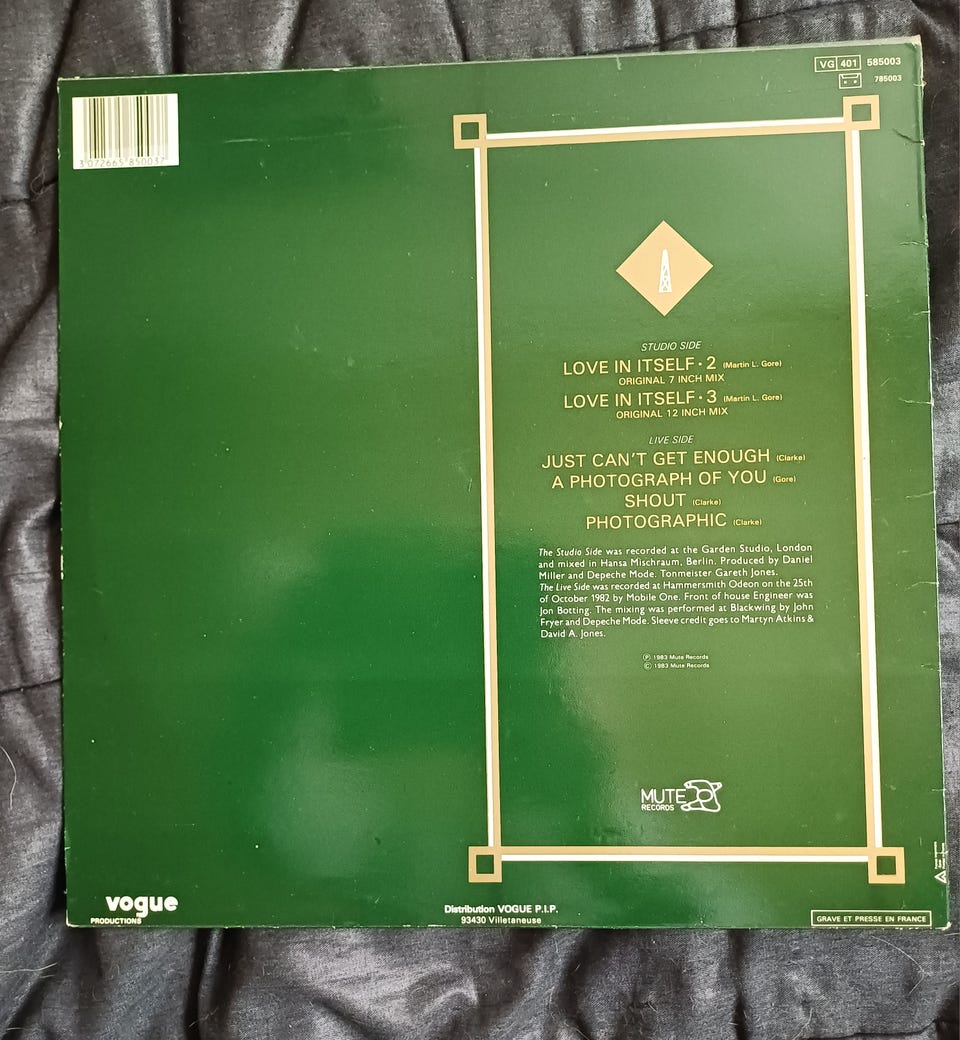 VG 401 585003
785003
3 072665 850037
STUDIO SIDE
LOVE IN ITSELF · 2 (Martin L. Gore)
ORIGINAL 7 INCH MIX
LOVE IN ITSELF · 3 (Martin L. Gore)
ORIGINAL 12 INCH MIX
LIVE SIDE
JUST CAN'T GET ENOUGH (Clarke)
A PHOTOGRAPH OF YOU (Gore)
SHOUT (Clarke)
PHOTOGRAPHIC (Clarke)
The Studio Side was recorded at the Garden Studio, London
and mixed in Hansa Mischraum, Berlin. Produced by Daniel
Miller and Depeche Mode. Tonmeister Gareth Jones.
The Live Side was recorded at Hammersmith Odeon on the 25th
of October 1982 by Mobile One. Front of house Engineer was
Jon Botting. The mixing was performed at Blackwing by John
Fryer and Depeche Mode. Sleeve credit goes to Martyn Atkins &
David A. Jones.
℗ 1983 Mute Records
© 1983 Mute Records
MUTE
RECORDS
vogue
PRODUCTIONS
Distribution VOGUE P.I.P.
93430 Villetaneuse
GRAVE ET PRESSE EN FRANCE